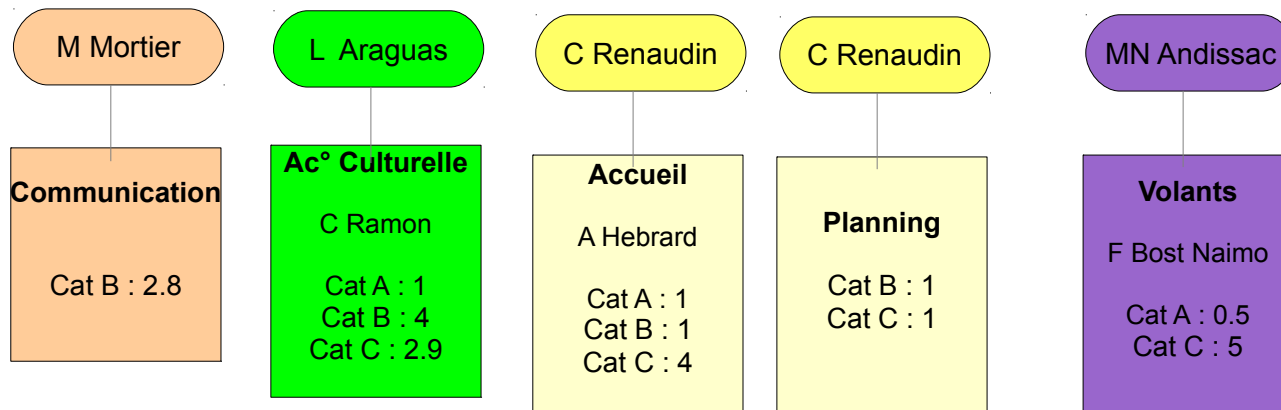 M Mortier
Communication
Cat B : 2.8
L Araguas
Ac° Culturelle
C Ramon
Cat A : 1
Cat B : 4
Cat C : 2.9
C Renaudin
Accueil
A Hebrard
Cat A : 1
Cat B : 1
Cat C : 4
C Renaudin
Planning
Cat B : 1
Cat C : 1
MN Andissac
Volants
F Bost Naimo
Cat A : 0.5
Cat C : 5